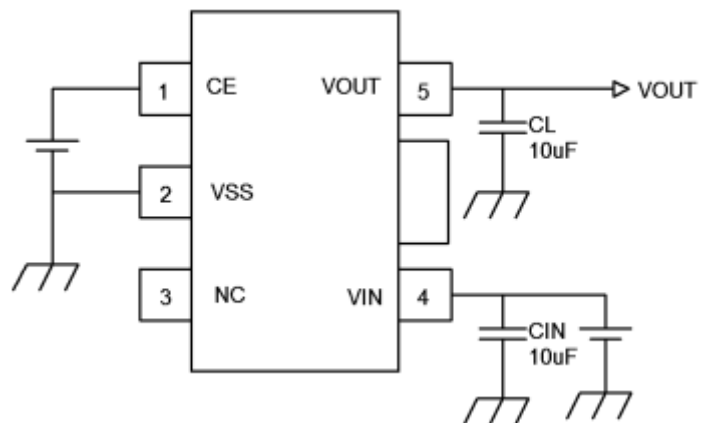 1 CE VOUT 5 VOUT
CL
10uF
2 VSS
3 NC VIN 4
CIN
10uF